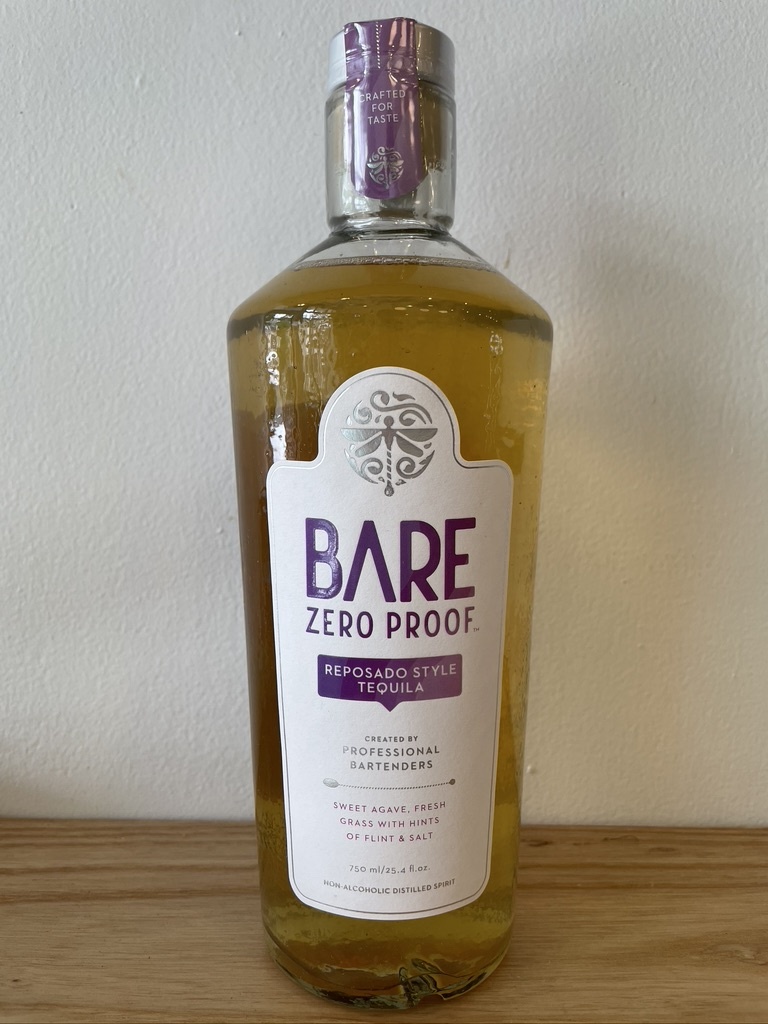 CRAFTED
FOR
TASTE
BARE
ZERO PROOF™
REPOSADO STYLE
TEQUILA
CREATED BY
PROFESSIONAL
BARTENDERS
SWEET AGAVE, FRESH
GRASS WITH HINTS
OF FLINT & SALT
750 ml/25.4 fl.oz.
NON-ALCOHOLIC DISTILLED SPIRIT